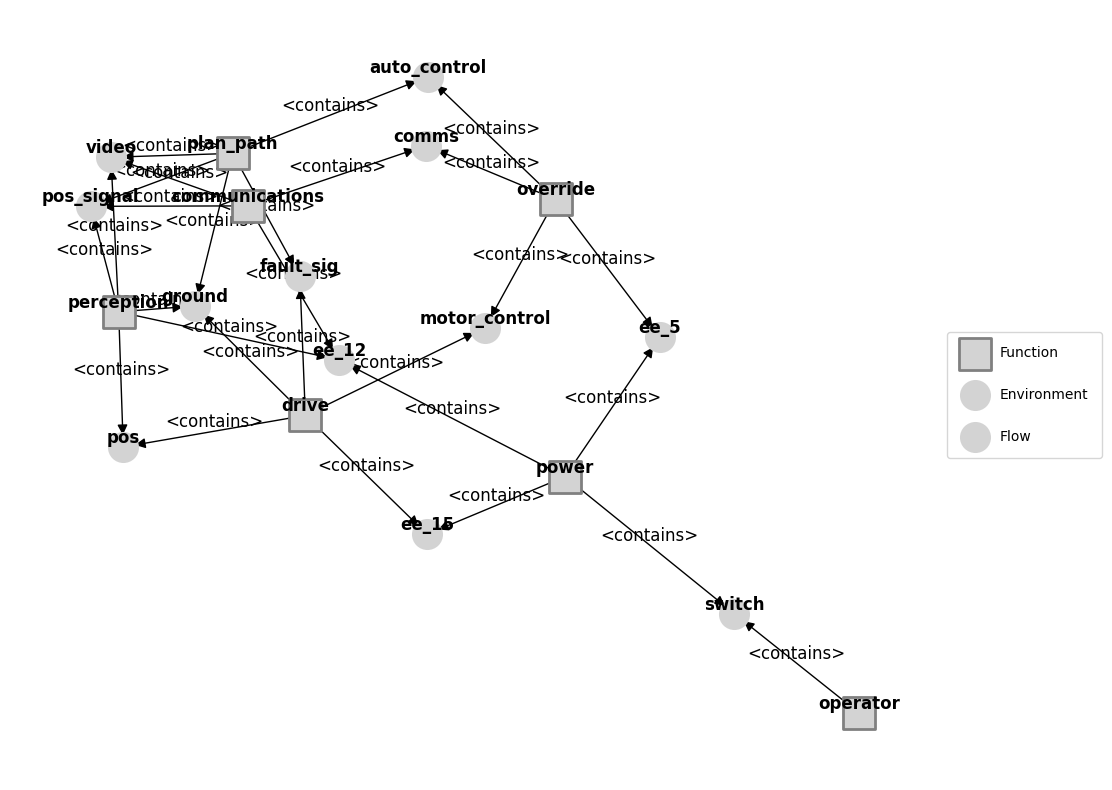 auto_control
<contains>
<contains>
comms
plan_path
video
<contains>
<contains>
<contains>
<contains>
<contains>
override
pos_signal
<contains>
communications
<contains>
<contains>
<contains>
<contains>
<contains>
<contains>
fault_sig
<contains>
ground
perception
<contains>
motor_control
<contains>
ee_5
<contains>
ee_12
Function
<contains>
<contains>
<contains>
Environment
<contains>
drive
<contains>
<contains>
Flow
pos
<contains>
power
<contains>
ee_15
<contains>
switch
<contains>
operator